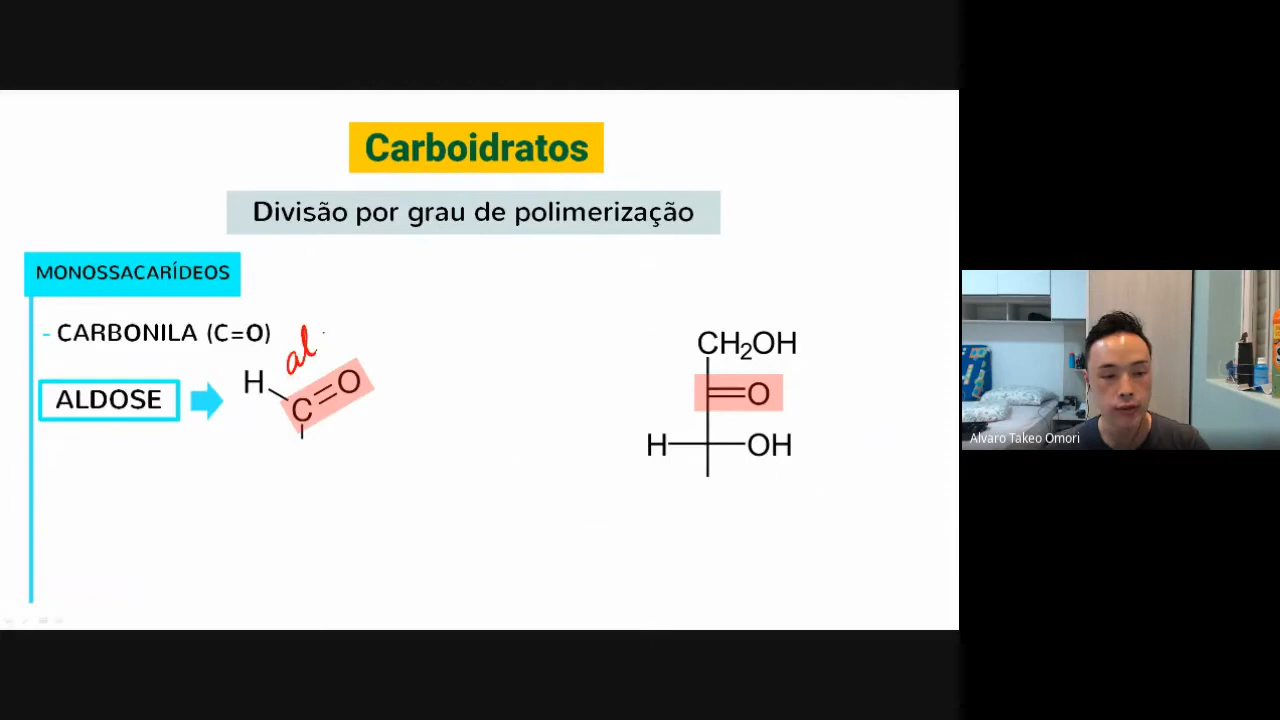 Carboidratos
Divisão por grau de polimerização
MONOSSACARÍDEOS
- CARBONILA (C=O)
al
ALDOSE
H
C=O
CH2OH
=O
H OH
Alvaro Takeo Omori